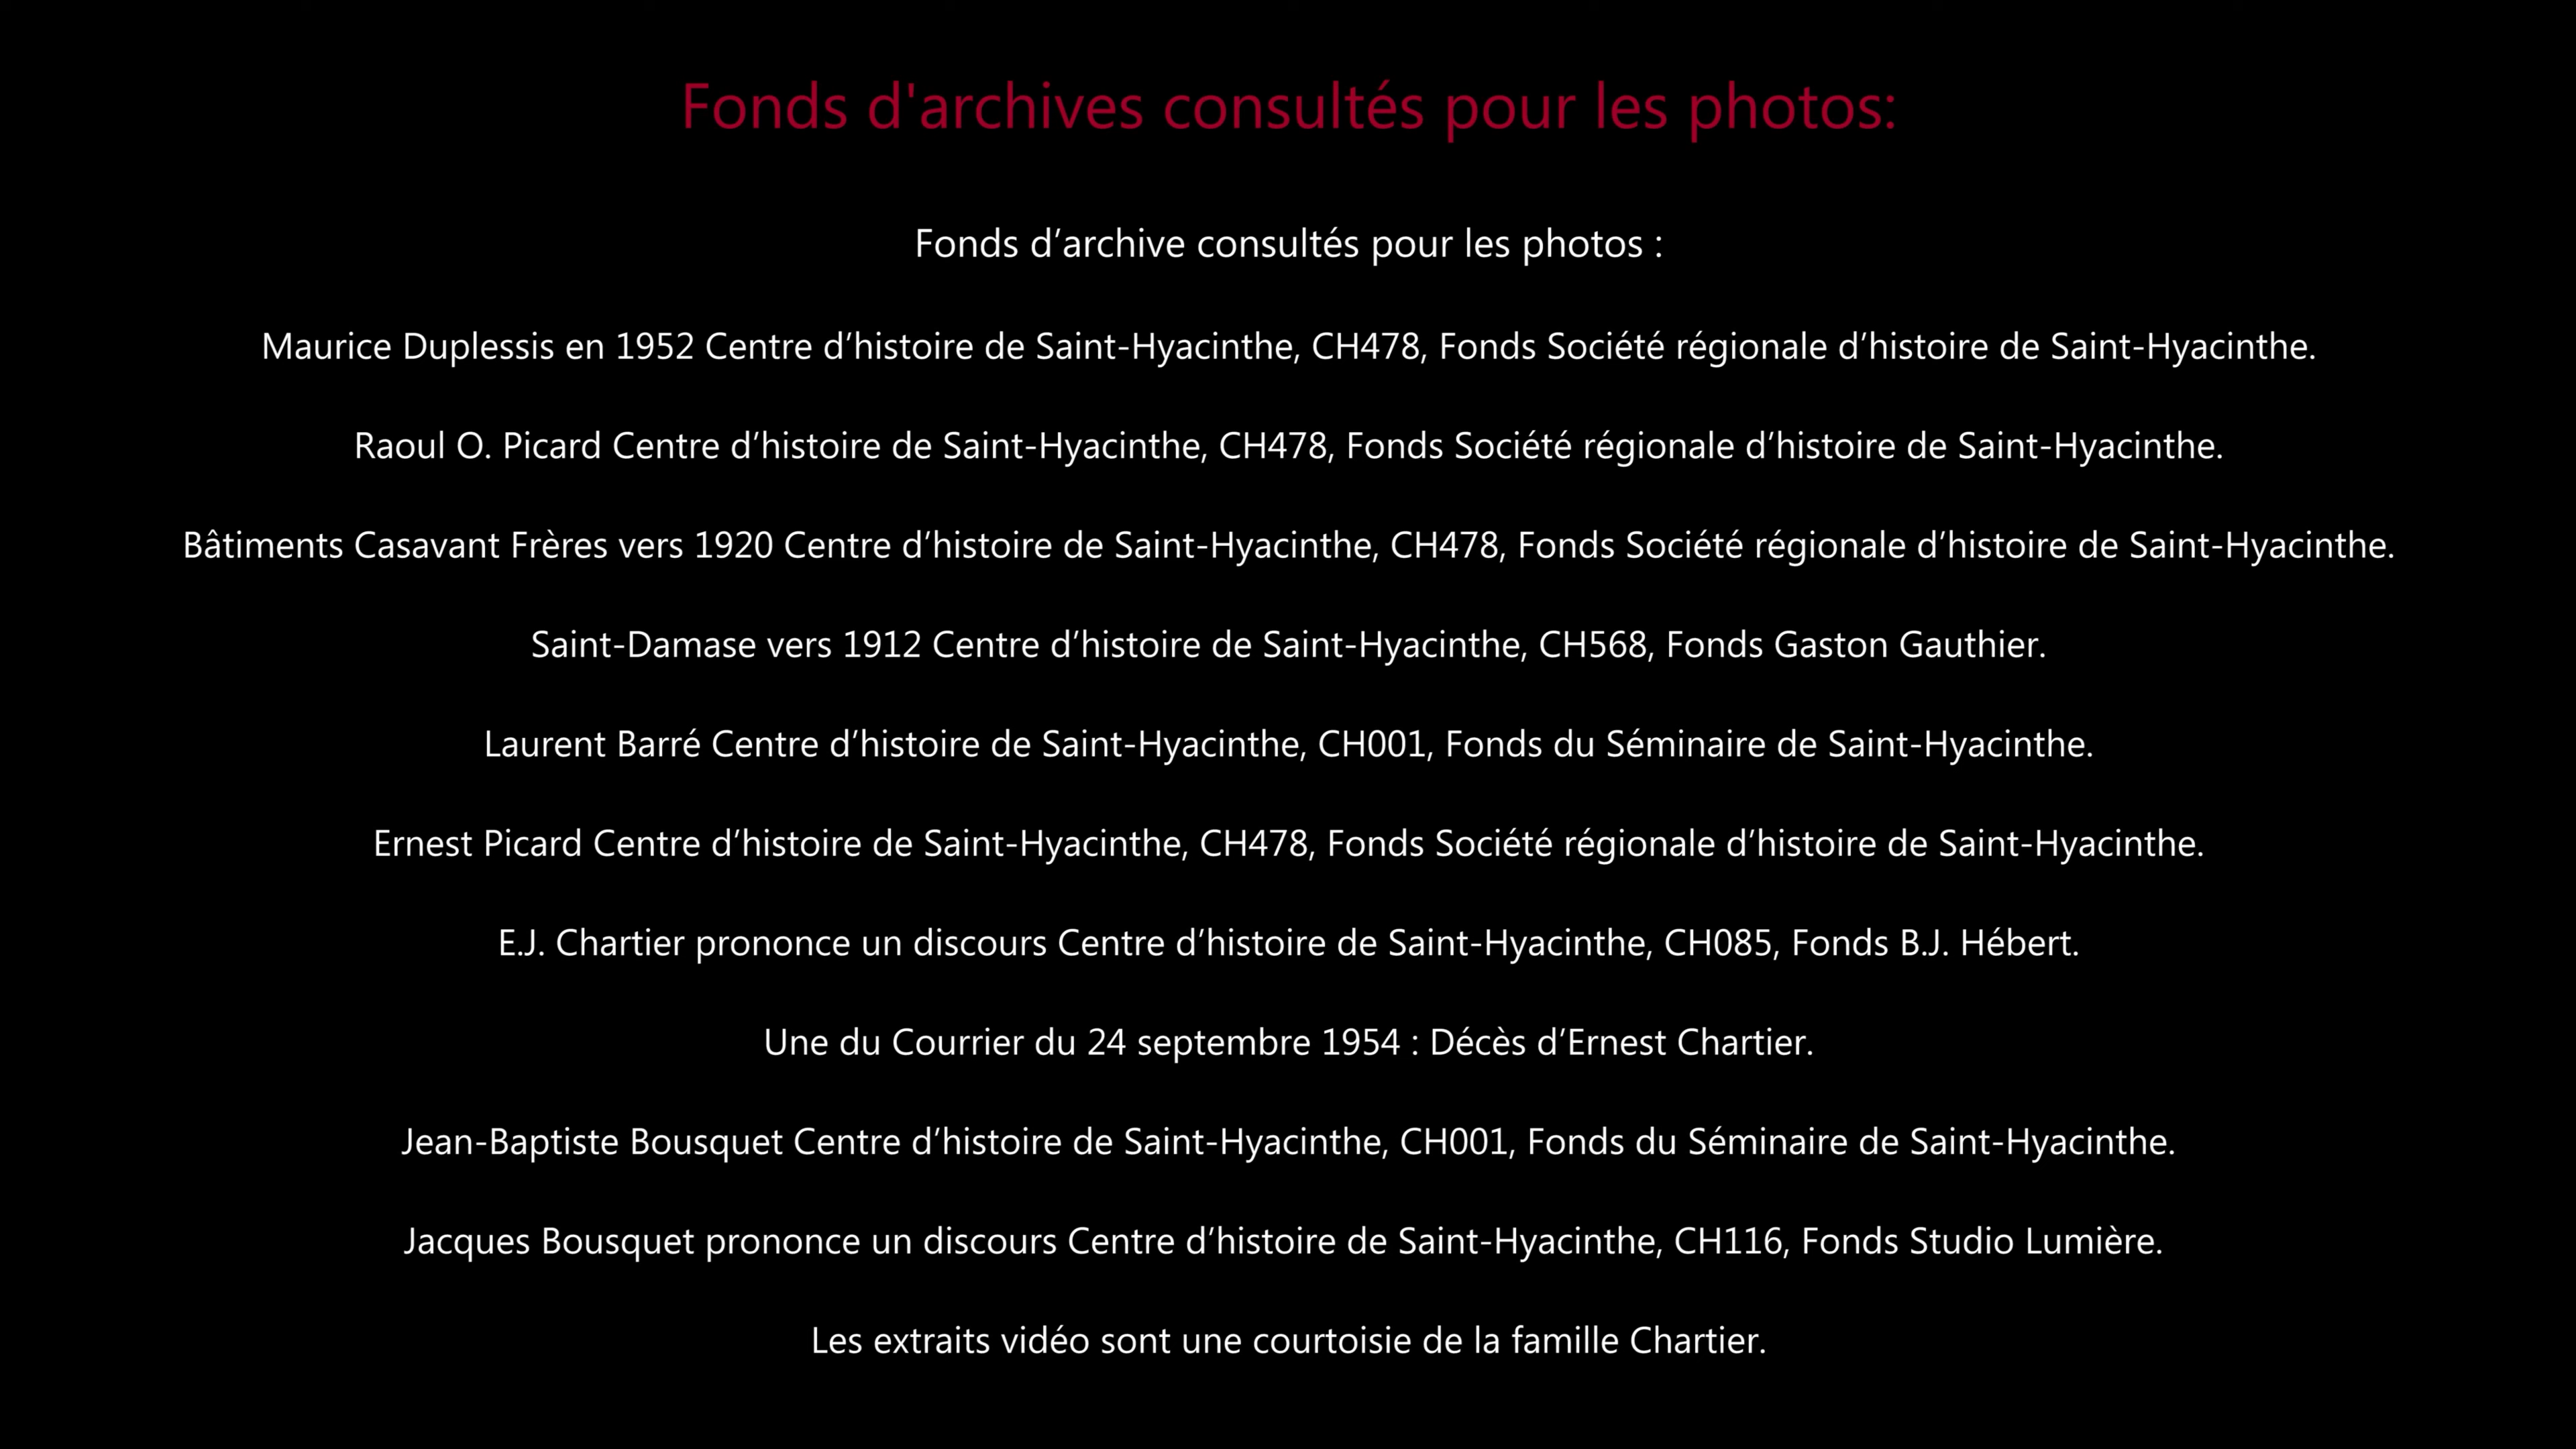 Fonds d'archives consultés pour les photos:
Fonds d’archive consultés pour les photos :
Maurice Duplessis en 1952 Centre d’histoire de Saint-Hyacinthe, CH478, Fonds Société régionale d’histoire de Saint-Hyacinthe.
Raoul O. Picard Centre d’histoire de Saint-Hyacinthe, CH478, Fonds Société régionale d’histoire de Saint-Hyacinthe.
Bâtiments Casavant Frères vers 1920 Centre d’histoire de Saint-Hyacinthe, CH478, Fonds Société régionale d’histoire de Saint-Hyacinthe.
Saint-Damase vers 1912 Centre d’histoire de Saint-Hyacinthe, CH568, Fonds Gaston Gauthier.
Laurent Barré Centre d’histoire de Saint-Hyacinthe, CH001, Fonds du Séminaire de Saint-Hyacinthe.
Ernest Picard Centre d’histoire de Saint-Hyacinthe, CH478, Fonds Société régionale d’histoire de Saint-Hyacinthe.
E.J. Chartier prononce un discours Centre d’histoire de Saint-Hyacinthe, CH085, Fonds B.J. Hébert.
Une du Courrier du 24 septembre 1954 : Décès d’Ernest Chartier.
Jean-Baptiste Bousquet Centre d’histoire de Saint-Hyacinthe, CH001, Fonds du Séminaire de Saint-Hyacinthe.
Jacques Bousquet prononce un discours Centre d’histoire de Saint-Hyacinthe, CH116, Fonds Studio Lumière.
Les extraits vidéo sont une courtoisie de la famille Chartier.